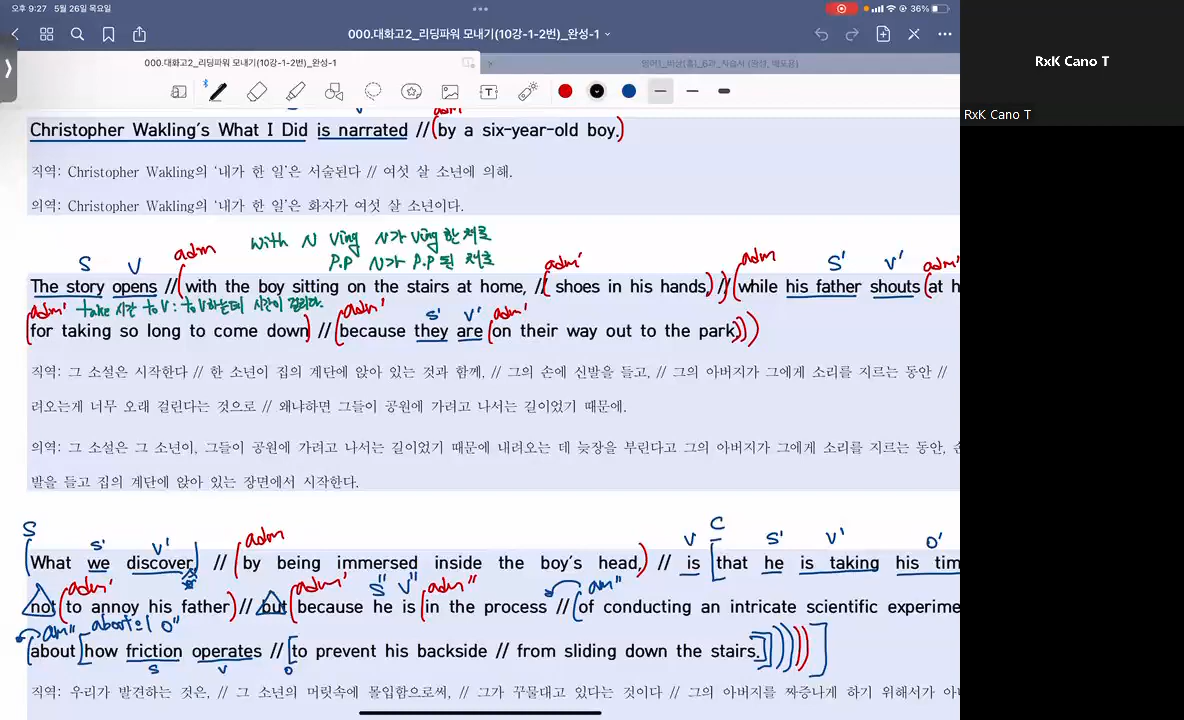 오후 9:27 5월 26일 목요일
36%
000.대화고2_리딩파워 모내기(10강-1-2번)_완성-1
000.대화고2_리딩파워 모내기(10강-1-2번)_완성-1
RxK Cano T
RxK Cano T
adm
Christopher Wakling's What I Did is narrated // (by a six-year-old boy.)
직역: Christopher Wakling의 '내가 한 일'은 서술된다 // 여섯 살 소년에 의해.
의역: Christopher Wakling의 '내가 한 일'은 화자가 여섯 살 소년이다.
with N Ving N가 Ving 한 채로
P.P N가 P.P 된 채로
S V adm adm' adm S' V' adm'
The story opens // (with the boy sitting on the stairs at home, // (shoes in his hands,) // (while his father shouts (at h
adm' take 시간 to V : to V하는데 시간이 걸리다. adm' S' V' adm'
(for taking so long to come down) // (because they are (on their way out to the park.)))
직역: 그 소설은 시작한다 // 한 소년이 집의 계단에 앉아 있는 것과 함께, // 그의 손에 신발을 들고, // 그의 아버지가 그에게 소리를 지르는 동안 //
려오는게 너무 오래 걸린다는 것으로 // 왜냐하면 그들이 공원에 가려고 나서는 길이었기 때문에.
의역: 그 소설은 그 소년이, 그들이 공원에 가려고 나서는 길이었기 때문에 내려오는 데 늦장을 부린다고 그의 아버지가 그에게 소리를 지르는 동안, 손
발을 들고 집의 계단에 앉아 있는 장면에서 시작한다.
S S' V' adm V C S' V' O'
[What we discover] // (by being immersed inside the boy's head,) // is [that he is taking his tim
adm' adm' S" V" adm" am"
not (to annoy his father) // but (because he is (in the process // (of conducting an intricate scientific experime
am" about의 O"
(about [how friction operates // [to prevent his backside // from sliding down the stairs.]])))))]
S V O
직역: 우리가 발견하는 것은, // 그 소년의 머릿속에 몰입함으로써, // 그가 꾸물대고 있다는 것이다 // 그의 아버지를 짜증나게 하기 위해서가 아